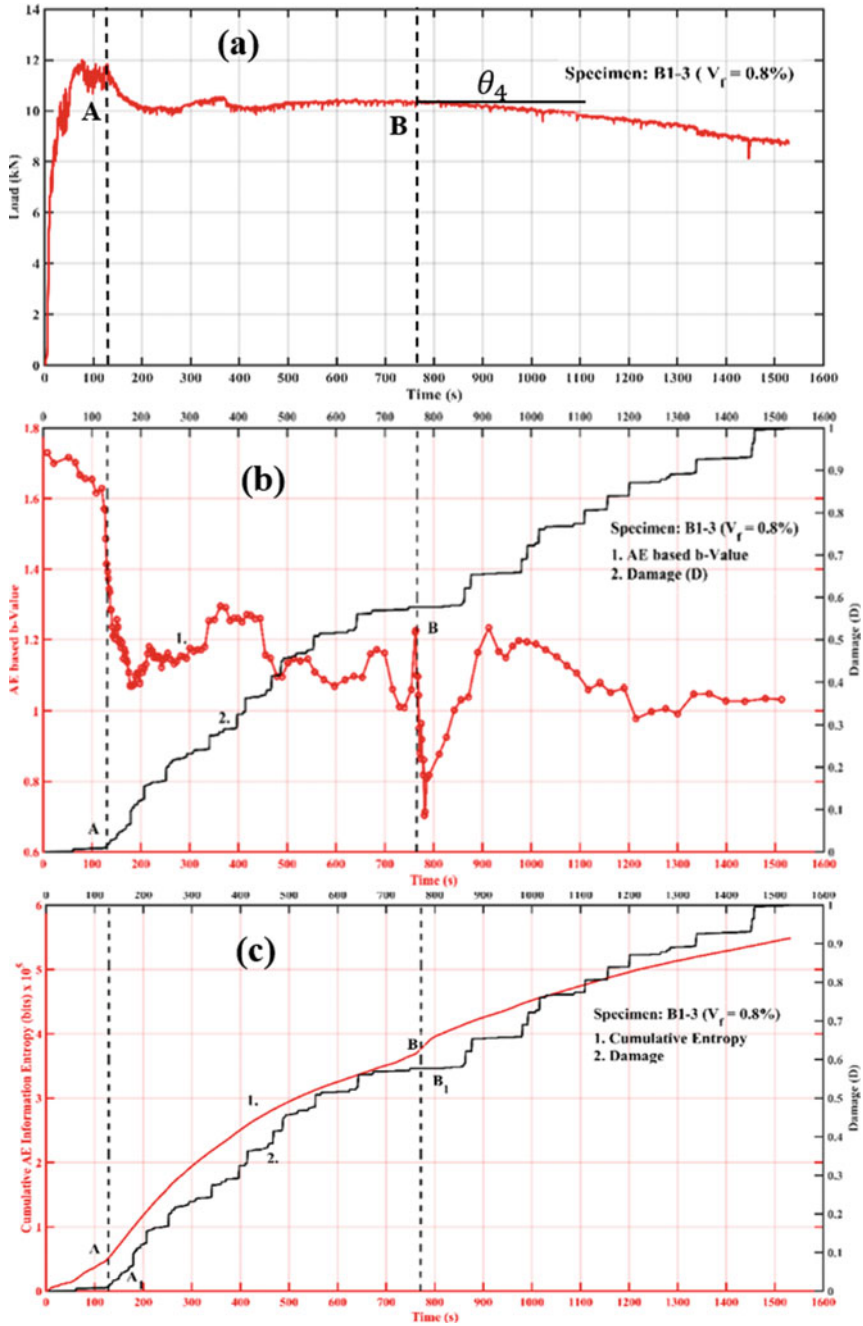 14
12
10
8
6
4
2
0
Load (kN)
(a)
A
B
θ4
Specimen: B1-3 ( Vf = 0.8%)
0 100 200 300 400 500 600 700 800 900 1000 1100 1200 1300 1400 1500 1600
Time (s)
0 100 200 300 400 500 600 700 800 900 1000 1100 1200 1300 1400 1500 1600
1.8
1.6
1.4
1.2
1
0.8
0.6
AE based b-Value
(b)
Specimen: B1-3 (Vf = 0.8%)
1. AE based b-Value
2. Damage (D)
1.
2.
A
B
1
0.9
0.8
0.7
0.6
0.5
0.4
0.3
0.2
0.1
0
Damage (D)
0 100 200 300 400 500 600 700 800 900 1000 1100 1200 1300 1400 1500 1600
Time (s)
0 100 200 300 400 500 600 700 800 900 1000 1100 1200 1300 1400 1500 1600
6
5
4
3
2
1
0
Cumulative AE Information Entropy (bits) x 10^5
(c)
Specimen: B1-3 (Vf = 0.8%)
1. Cumulative Entropy
2. Damage
B
B1
1.
2.
A
A1
1
0.9
0.8
0.7
0.6
0.5
0.4
0.3
0.2
0.1
0
Damage (D)
0 100 200 300 400 500 600 700 800 900 1000 1100 1200 1300 1400 1500 1600
Time (s)